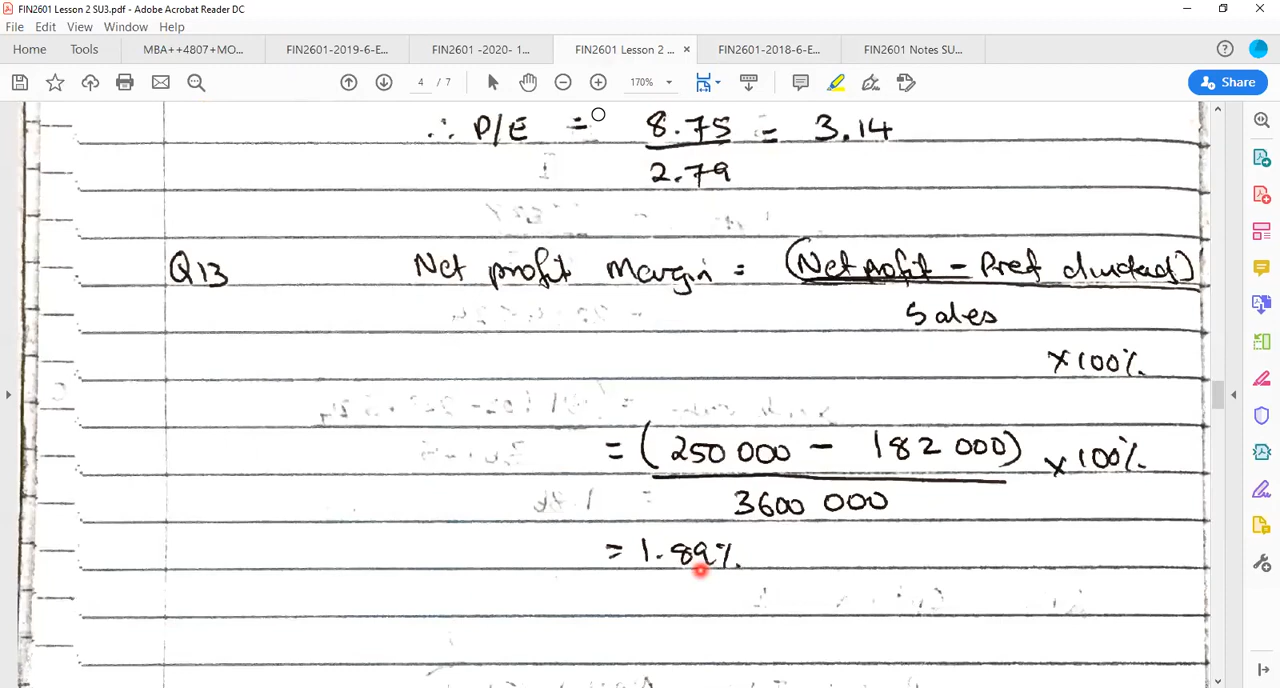 FIN2601 Lesson 2 SU3.pdf - Adobe Acrobat Reader DC
File Edit View Window Help
Home Tools MBA++4807+MO... FIN2601-2019-6-E... FIN2601 -2020- 1... FIN2601 Lesson 2 ... × FIN2601-2018-6-E... FIN2601 Notes SU...
4 / 7 170% Share
∴ P/E = 8.75 = 3.14
2.79
Q13 Net profit Margin = (Net profit - Pref dividend)
Sales
×100%
= (250 000 - 182 000) ×100%
3600 000
= 1.89%.